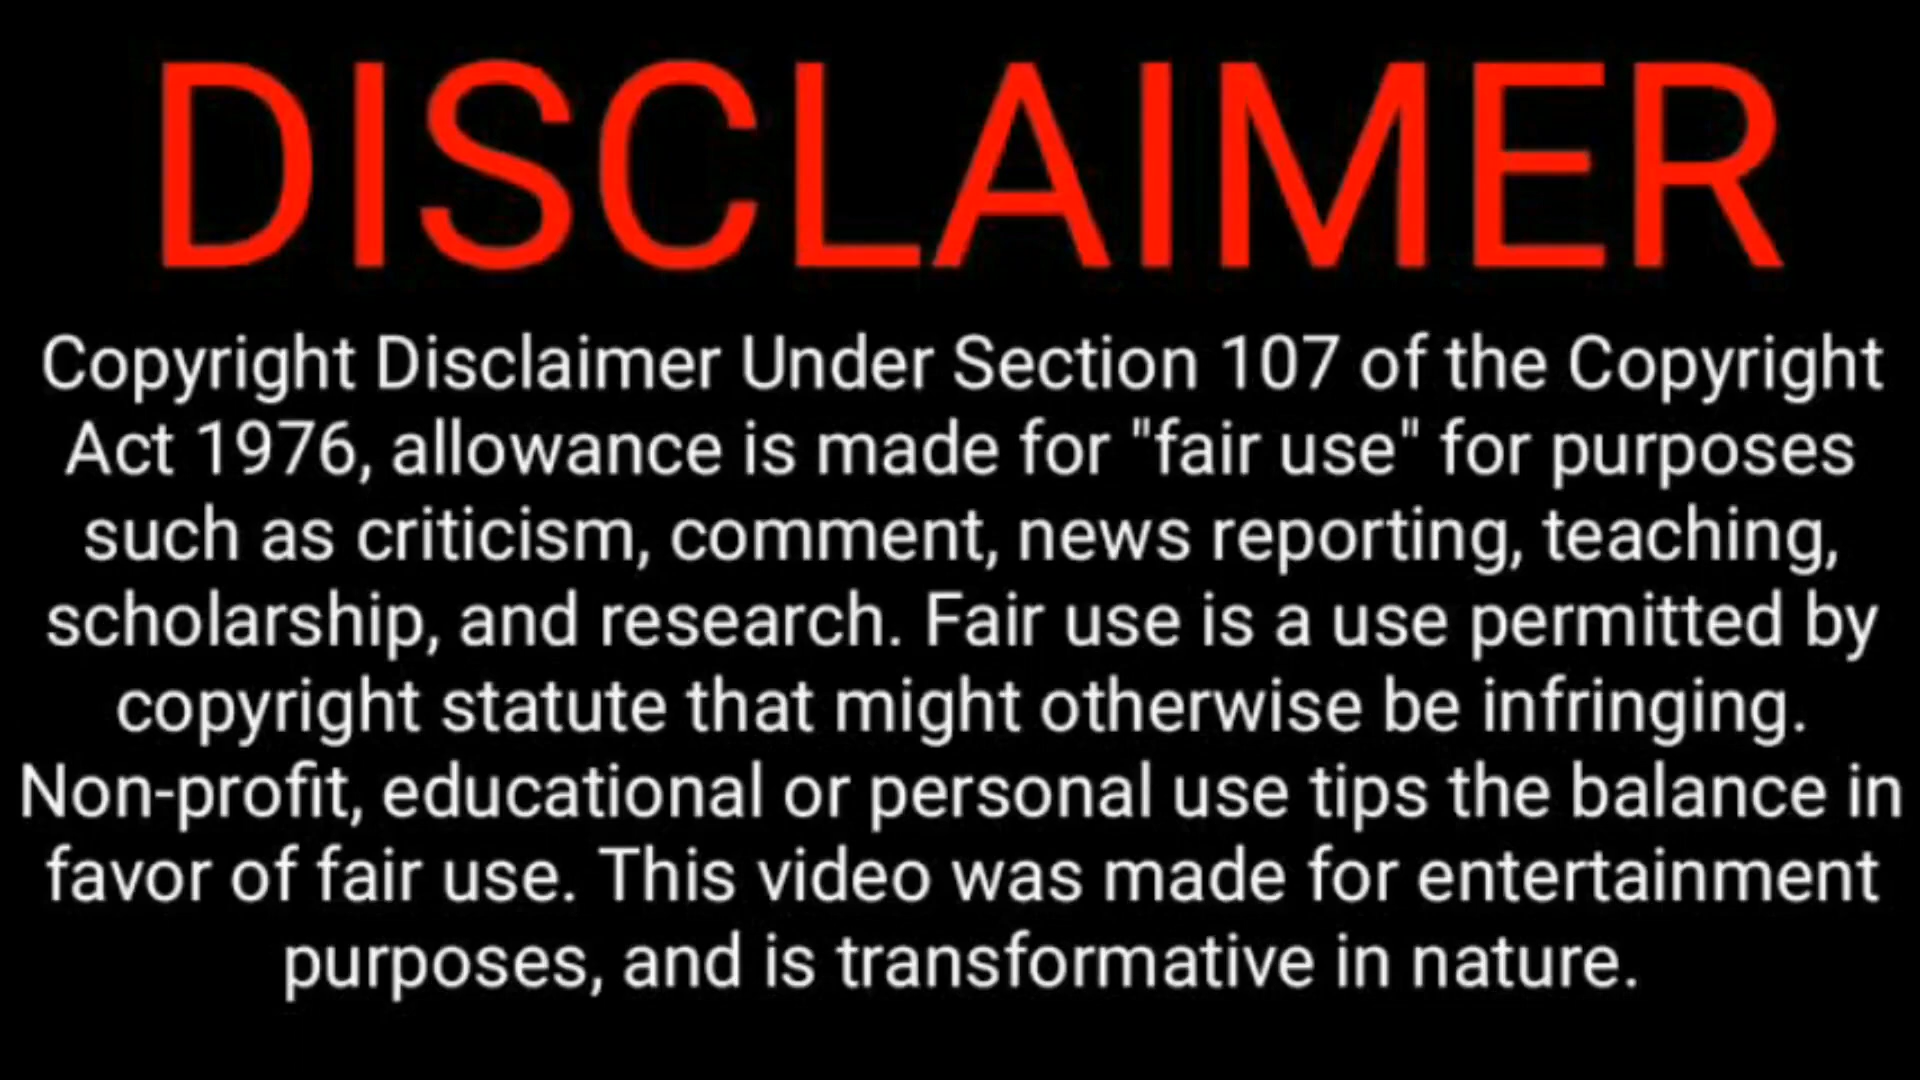 DISCLAIMER
Copyright Disclaimer Under Section 107 of the Copyright
Act 1976, allowance is made for "fair use" for purposes
such as criticism, comment, news reporting, teaching,
scholarship, and research. Fair use is a use permitted by
copyright statute that might otherwise be infringing.
Non-profit, educational or personal use tips the balance in
favor of fair use. This video was made for entertainment
purposes, and is transformative in nature.